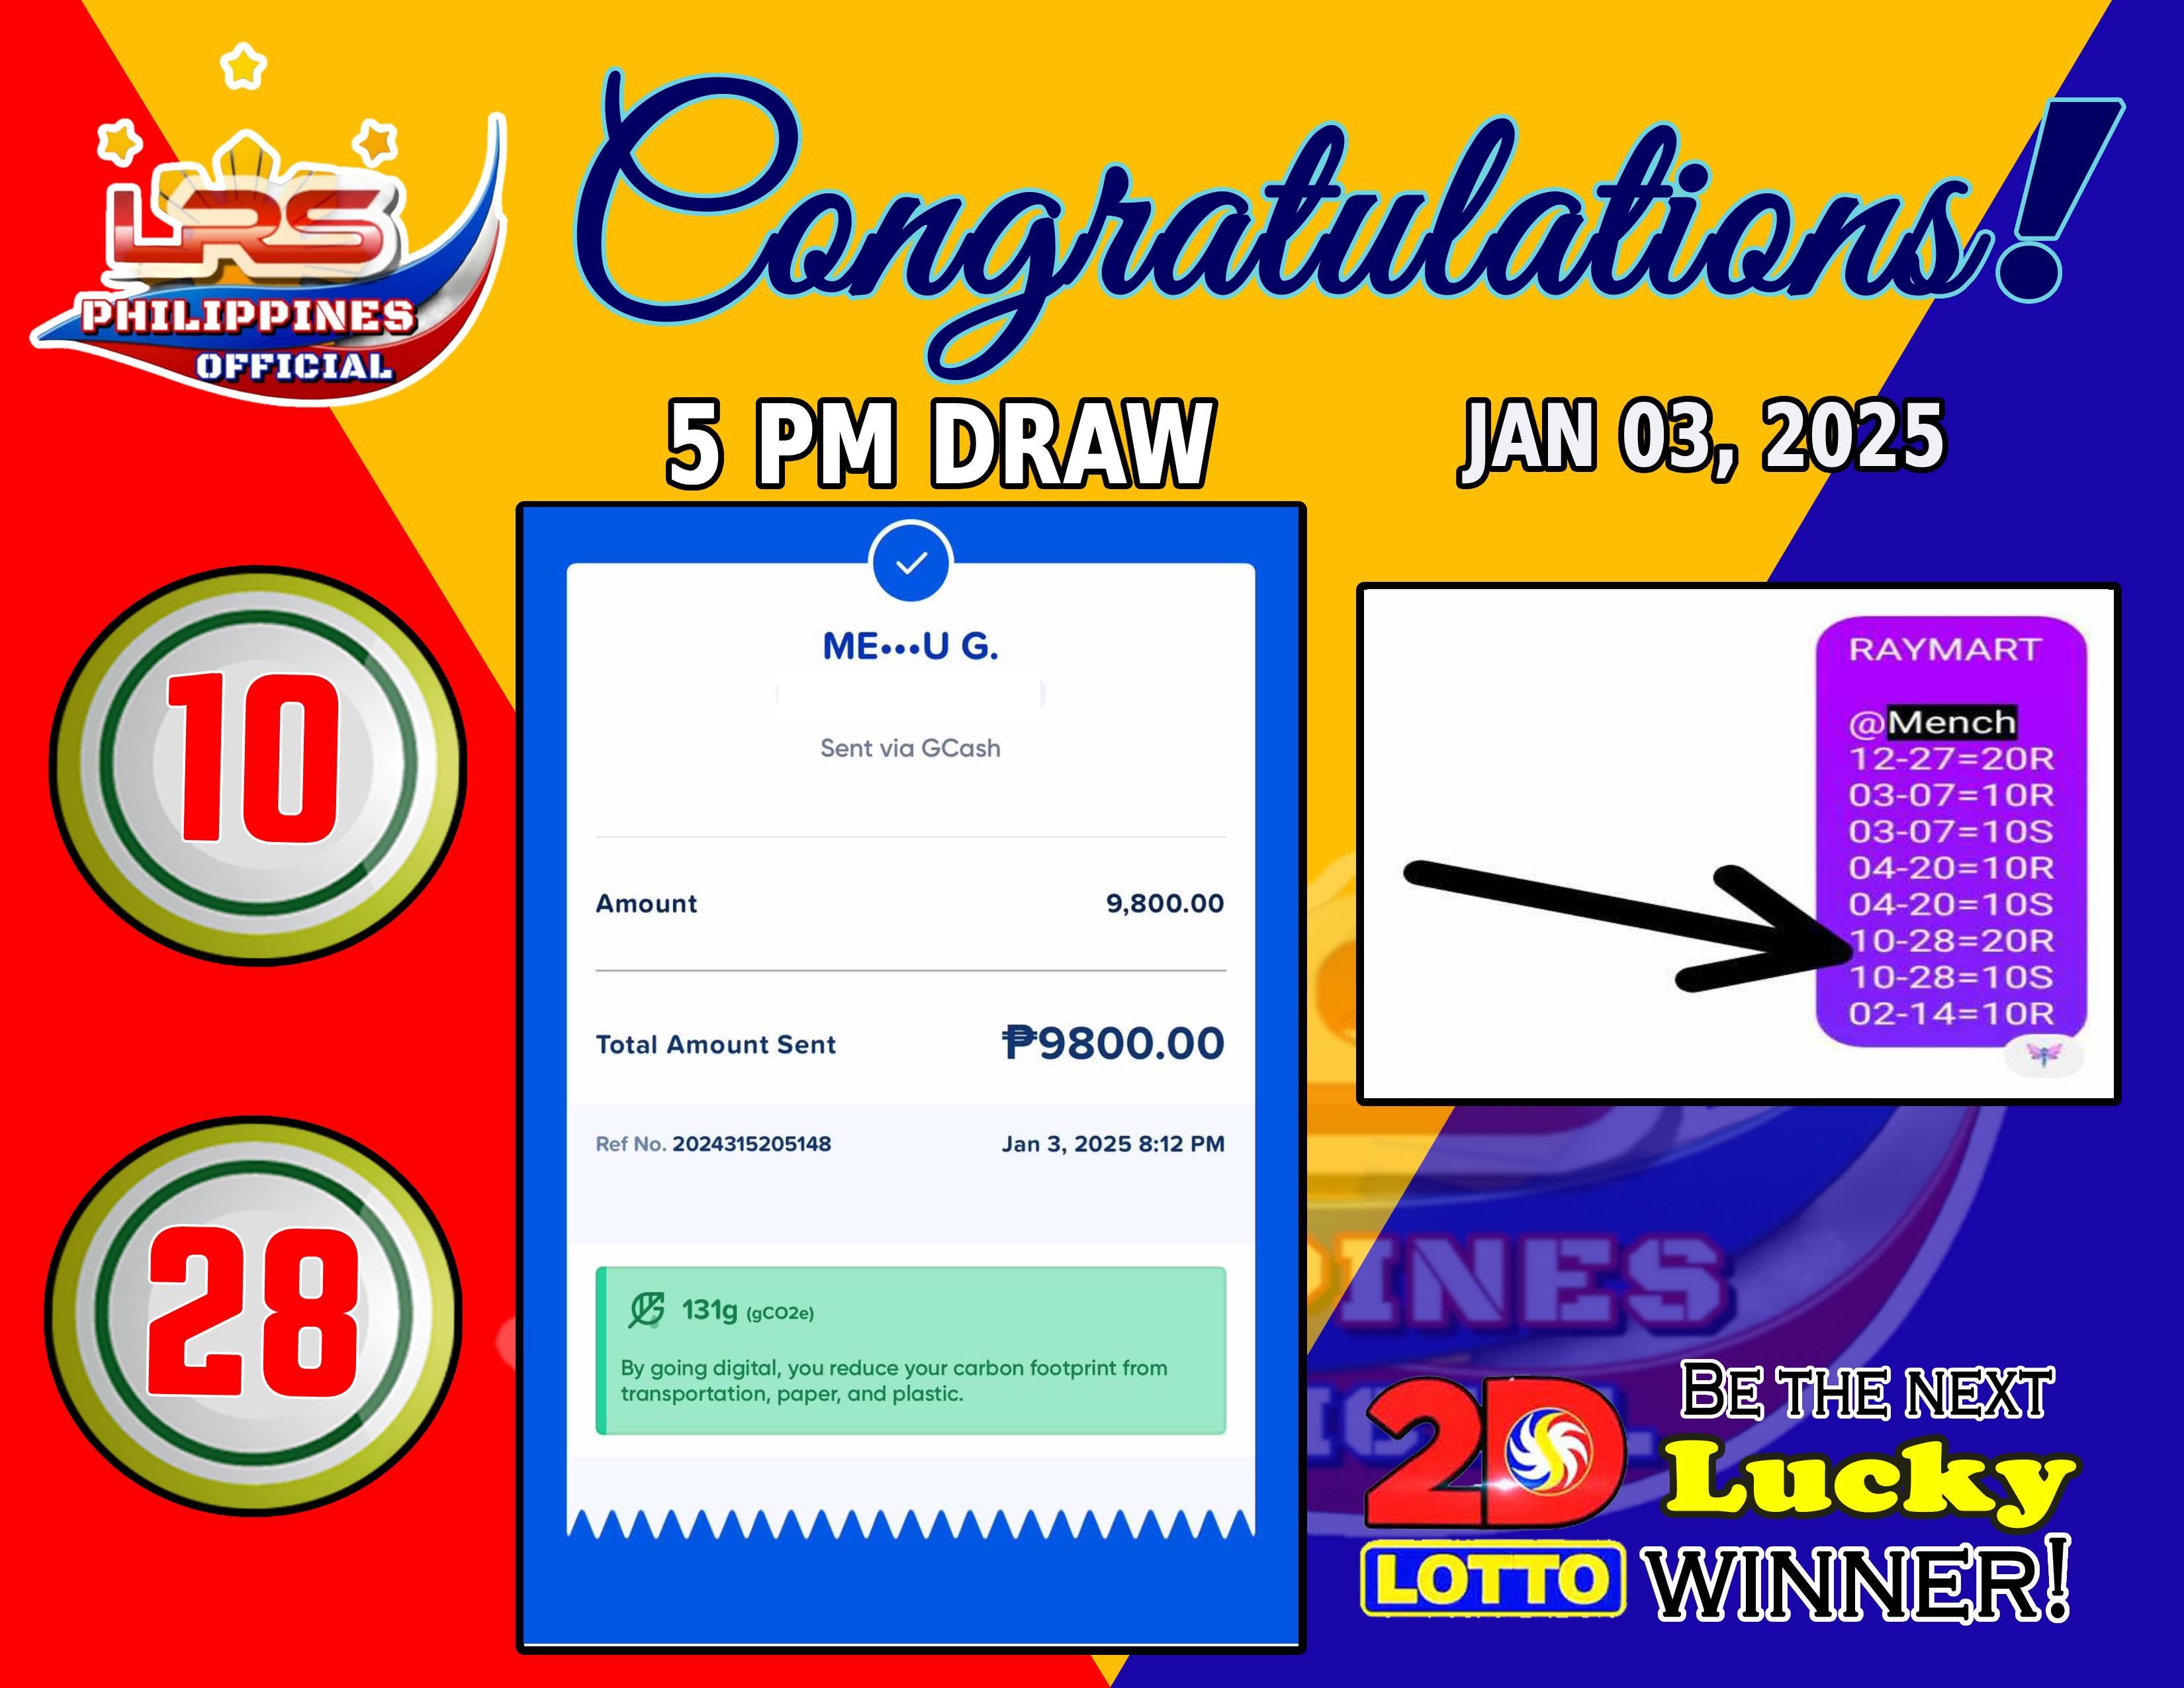 LRS
PHILIPPINES
OFFICIAL
Congratulations!
5 PM DRAW
JAN 03, 2025
10
28
ME•••U G.
Sent via GCash
Amount 9,800.00
Total Amount Sent ₱9800.00
Ref No. 2024315205148 Jan 3, 2025 8:12 PM
131g (gCO2e)
By going digital, you reduce your carbon footprint from
transportation, paper, and plastic.
RAYMART
@Mench
12-27=20R
03-07=10R
03-07=10S
04-20=10R
04-20=10S
10-28=20R
10-28=10S
02-14=10R
PINES
2D
LOTTO
BE THE NEXT
Lucky
WINNER!